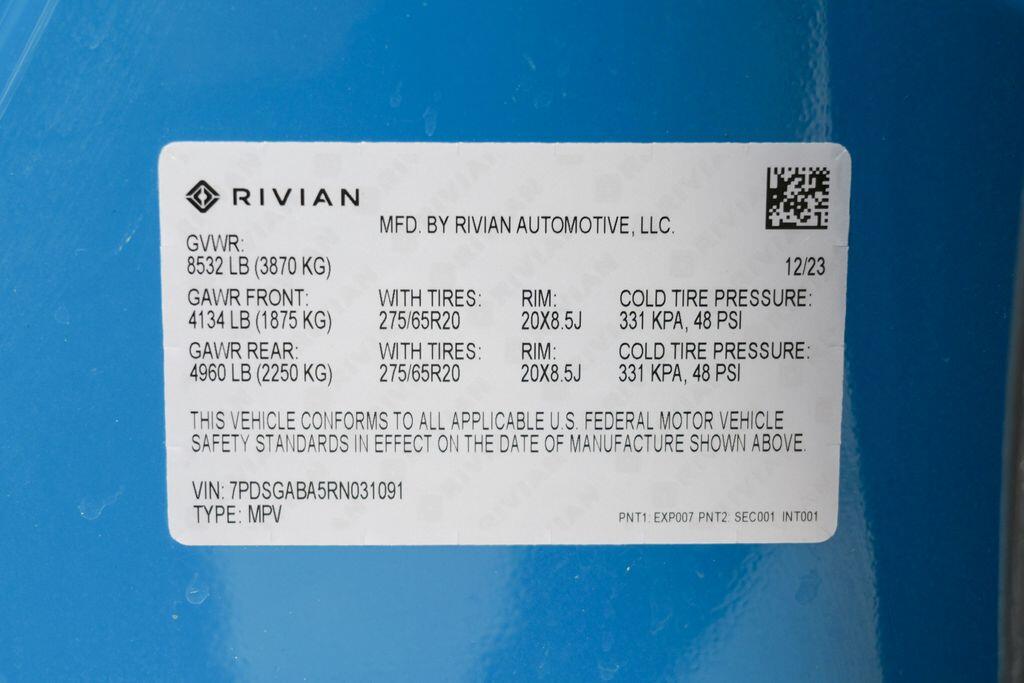 RIVIAN
MFD. BY RIVIAN AUTOMOTIVE, LLC.
GVWR:
8532 LB (3870 KG)
12/23
GAWR FRONT: WITH TIRES: RIM: COLD TIRE PRESSURE:
4134 LB (1875 KG) 275/65R20 20X8.5J 331 KPA, 48 PSI
GAWR REAR: WITH TIRES: RIM: COLD TIRE PRESSURE:
4960 LB (2250 KG) 275/65R20 20X8.5J 331 KPA, 48 PSI
THIS VEHICLE CONFORMS TO ALL APPLICABLE U.S. FEDERAL MOTOR VEHICLE
SAFETY STANDARDS IN EFFECT ON THE DATE OF MANUFACTURE SHOWN ABOVE.
VIN: 7PDSGABA5RN031091
TYPE: MPV
PNT1: EXP007 PNT2: SEC001 INT001